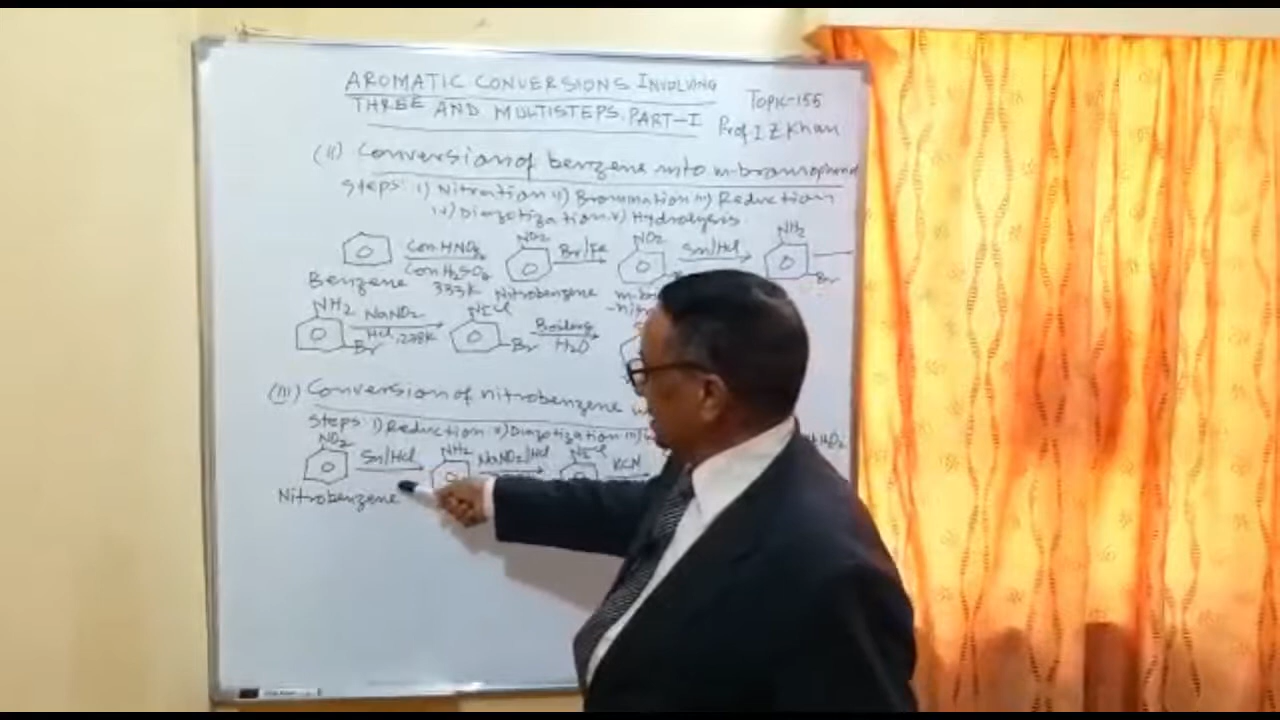 AROMATIC CONVERSIONS INVOLVING
THREE AND MULTISTEPS. PART-I
TOPIC-155
Prof. I Z Khan
(II) Conversion of benzene into m-bromophenol
Steps: i) Nitration ii) Bromination iii) Reduction
iv) Diazotization v) Hydrolysis
Con HNO3
Con H2SO4
333K
NO2
Br/Fe
NO2
Sn/Hcl
NH2
Br
Benzene
Nitrobenzene
NH2
NaNO2
Hcl, 278K
Br
Br
Boiling
H2O
(III) Conversion of nitrobenzene
Steps i) Reduction ii) Diazotization iii)
NO2
Sn/Hcl
NH2
NaNO2/Hcl
KCN
Nitrobenzene